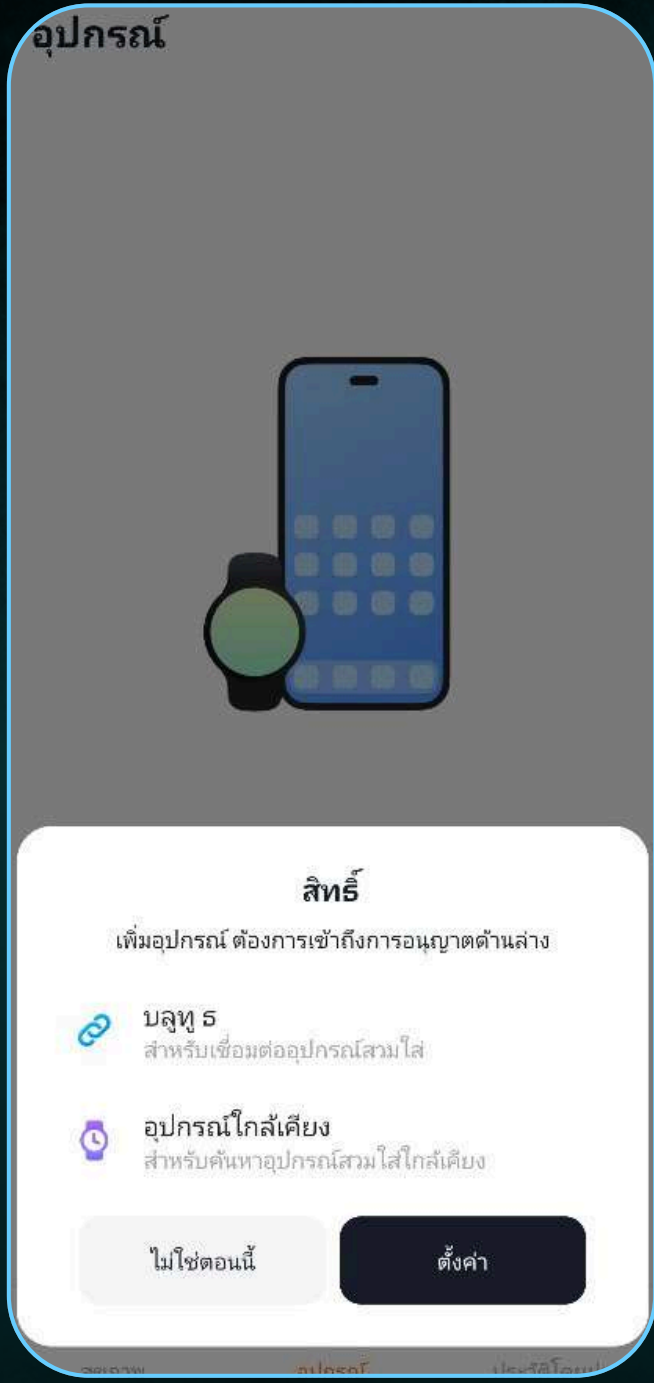 อุปกรณ์
สิทธิ์
เพิ่มอุปกรณ์ ต้องการเข้าถึงการอนุญาตด้านล่าง
บลูทู ธ
สำหรับเชื่อมต่ออุปกรณ์สวมใส่
อุปกรณ์ใกล้เคียง
สำหรับค้นหาอุปกรณ์สวมใส่ใกล้เคียง
ไม่ใช่ตอนนี้
ตั้งค่า
สุขภาพ
อุปกรณ์